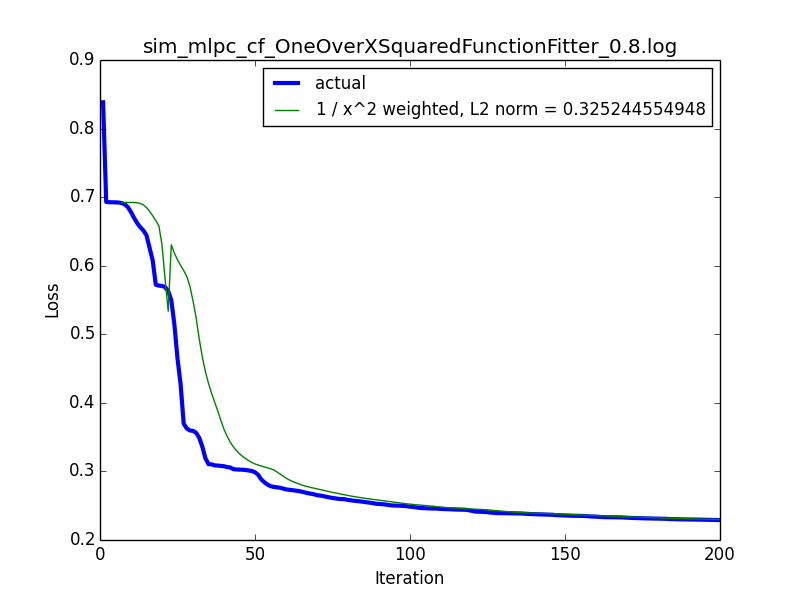 sim_mlpc_cf_OneOverXSquaredFunctionFitter_0.8.log
actual
1 / x^2 weighted, L2 norm = 0.325244554948
0.9
0.8
0.7
0.6
0.5
0.4
0.3
0.2
Loss
0 50 100 150 200
Iteration